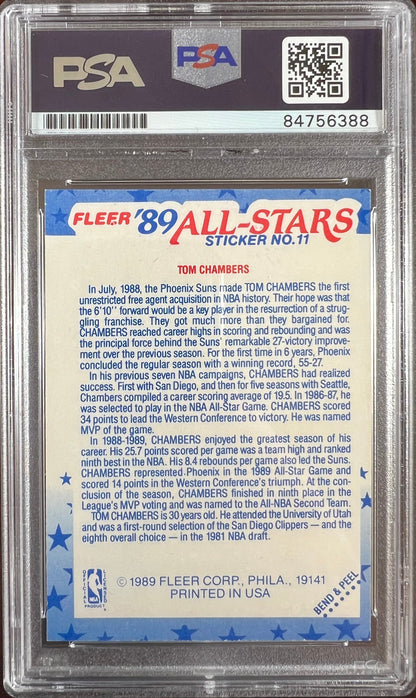 PSA
PSA
84756388
FLEER '89 ALL-STARS
STICKER NO. 11
TOM CHAMBERS
In July, 1988, the Phoenix Suns made TOM CHAMBERS the first
unrestricted free agent acquisition in NBA history. Their hope was that
the 6'10'' forward would be a key player in the resurrection of a strug-
gling franchise. They got much more than they bargained for.
CHAMBERS reached career highs in scoring and rebounding and was
the principal force behind the Suns' remarkable 27-victory improve-
ment over the previous season. For the first time in 6 years, Phoenix
concluded the regular season with a winning record, 55-27.
In his previous seven NBA campaigns, CHAMBERS had realized
success. First with San Diego, and then for five seasons with Seattle,
Chambers compiled a career scoring average of 19.5. In 1986-87, he
was selected to play in the NBA All-Star Game. CHAMBERS scored
34 points to lead the Western Conference to victory. He was named
MVP of the game.
In 1988-1989, CHAMBERS enjoyed the greatest season of his
career. His 25.7 points scored per game was a team high and ranked
ninth best in the NBA. His 8.4 rebounds per game also led the Suns.
CHAMBERS represented Phoenix in the 1989 All-Star Game and
scored 14 points in the Western Conference's triumph. At the con-
clusion of the season, CHAMBERS finished in ninth place in the
League's MVP voting and was named to the All-NBA Second Team.
TOM CHAMBERS is 30 years old. He attended the University of Utah
and was a first-round selection of the San Diego Clippers — and the
eighth overall choice — in the 1981 NBA draft.
NBA
PRODUCT
© 1989 FLEER CORP., PHILA., 19141
PRINTED IN USA
BEND & PEEL